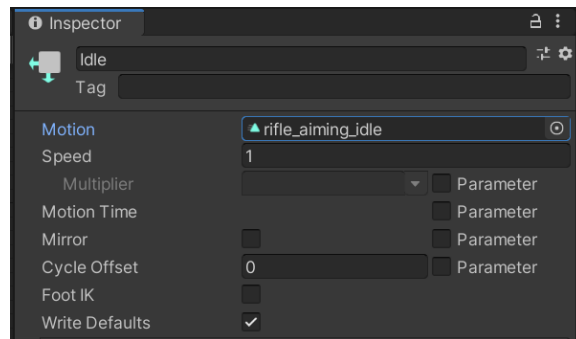 Inspector
Idle
Tag
Motion rifle_aiming_idle
Speed 1
Multiplier Parameter
Motion Time Parameter
Mirror Parameter
Cycle Offset 0 Parameter
Foot IK
Write Defaults